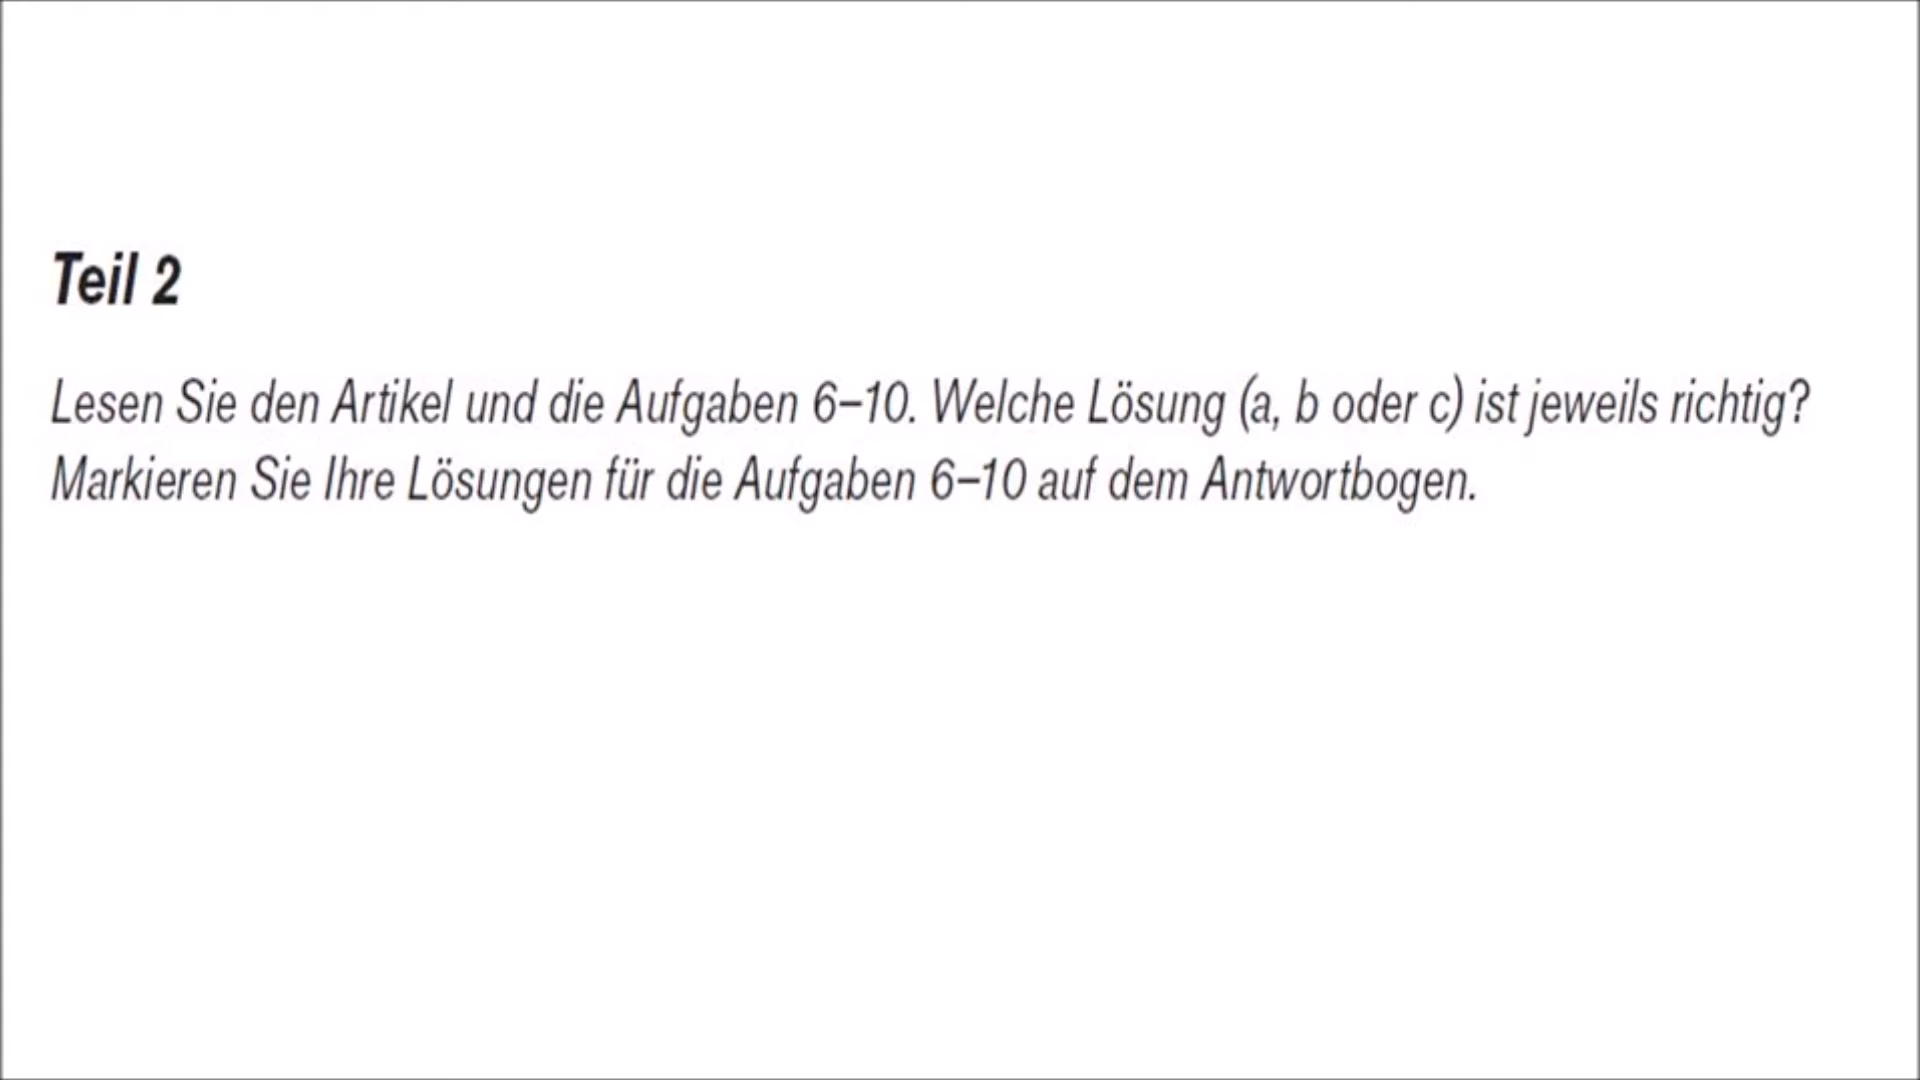 Teil 2
Lesen Sie den Artikel und die Aufgaben 6–10. Welche Lösung (a, b oder c) ist jeweils richtig?
Markieren Sie Ihre Lösungen für die Aufgaben 6–10 auf dem Antwortbogen.